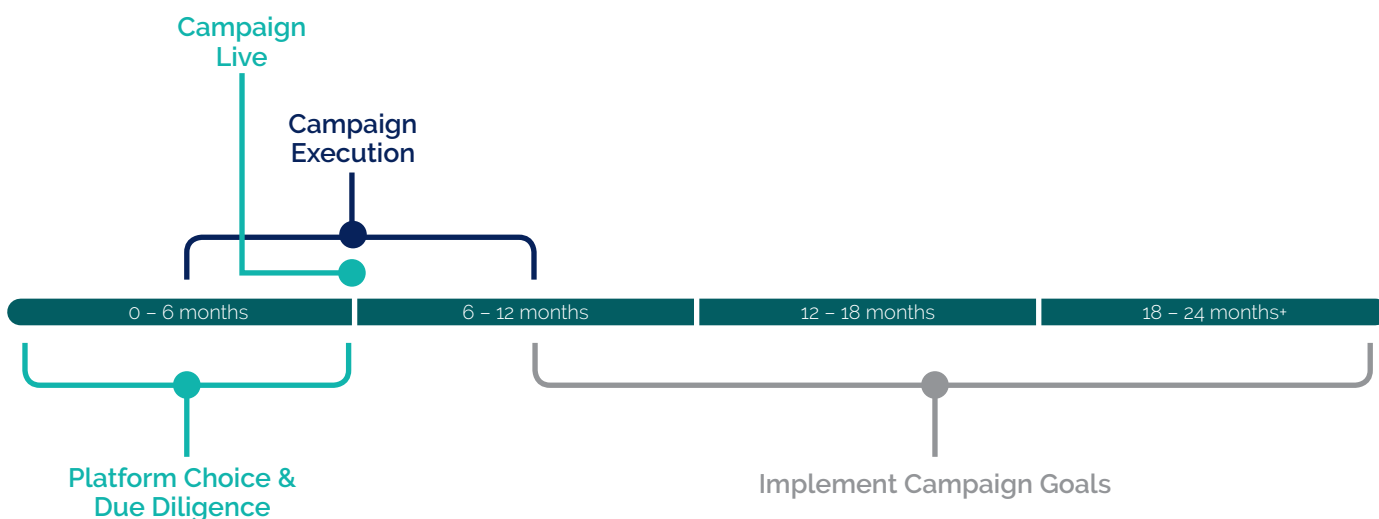 Campaign
Live
Campaign
Execution
0 – 6 months
6 – 12 months
12 – 18 months
18 – 24 months+
Platform Choice &
Due Diligence
Implement Campaign Goals